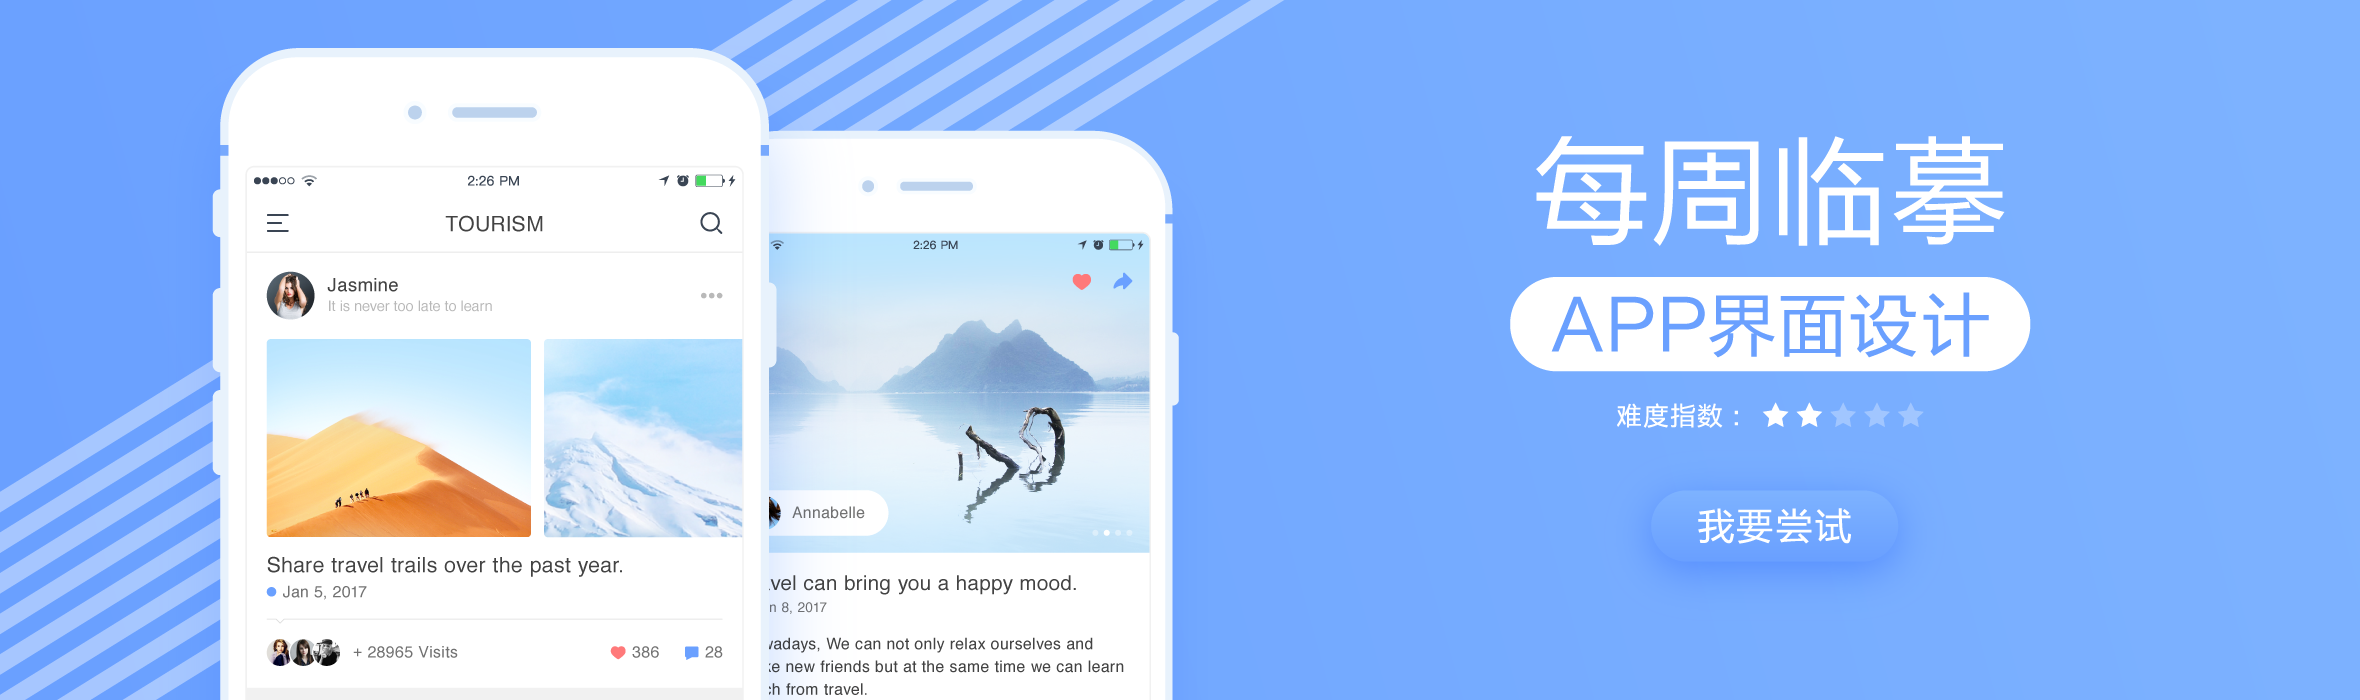 2:26 PM
TOURISM
Jasmine
It is never too late to learn
Share travel trails over the past year.
Jan 5, 2017
+ 28965 Visits
386
28
2:26 PM
Annabelle
can bring you a happy mood.
8, 2017
We can not only relax ourselves and
new friends but at the same time we can learn
from travel.
每周临摹
APP界面设计
难度指数：
我要尝试